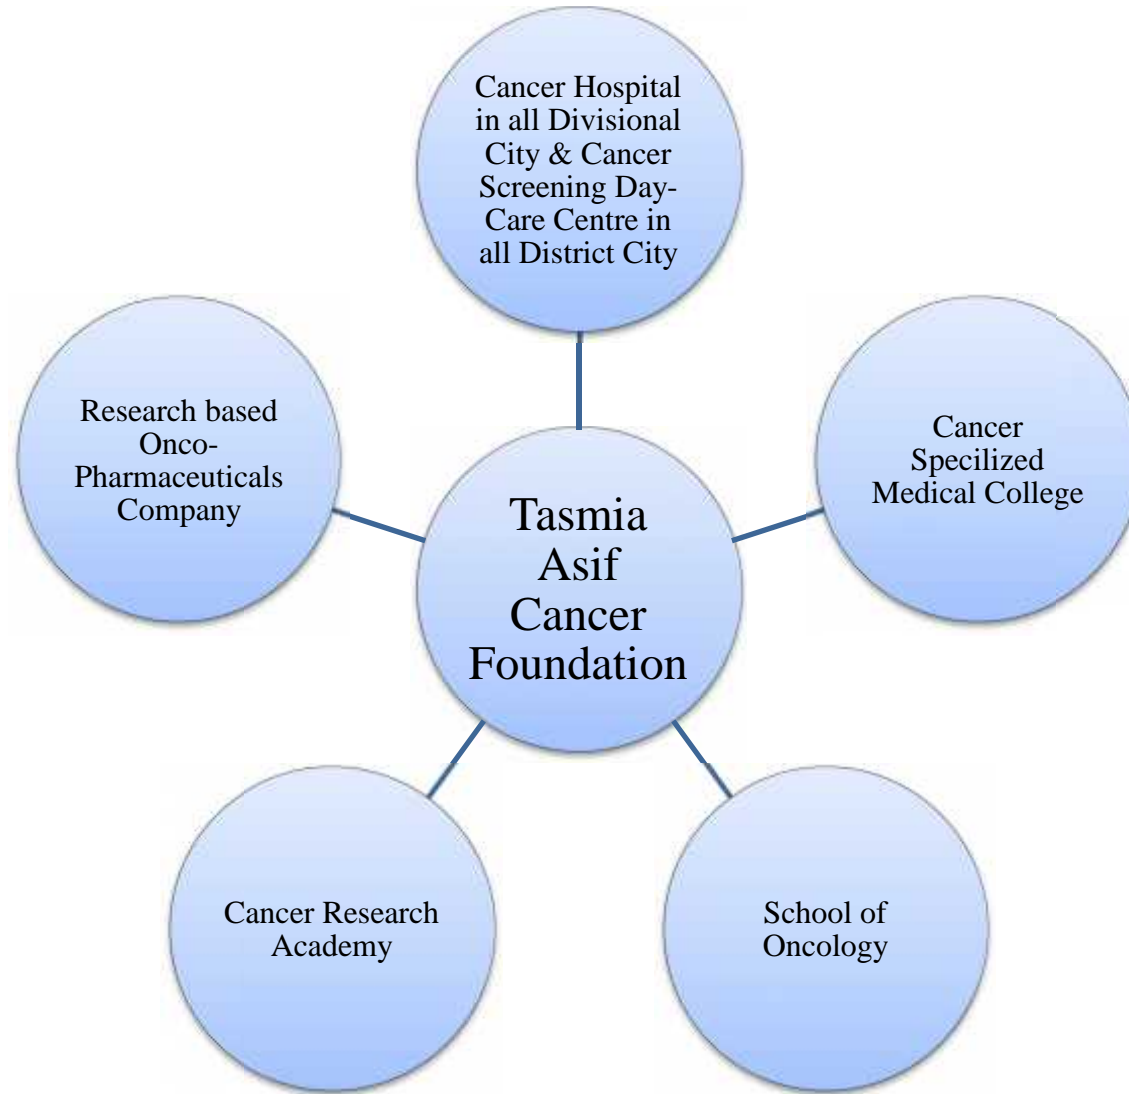 Cancer Hospital
in all Divisional
City & Cancer
Screening Day-
Care Centre in
all District City
Research based
Onco-
Pharmaceuticals
Company
Cancer
Specilized
Medical College
Tasmia
Asif
Cancer
Foundation
Cancer Research
Academy
School of
Oncology